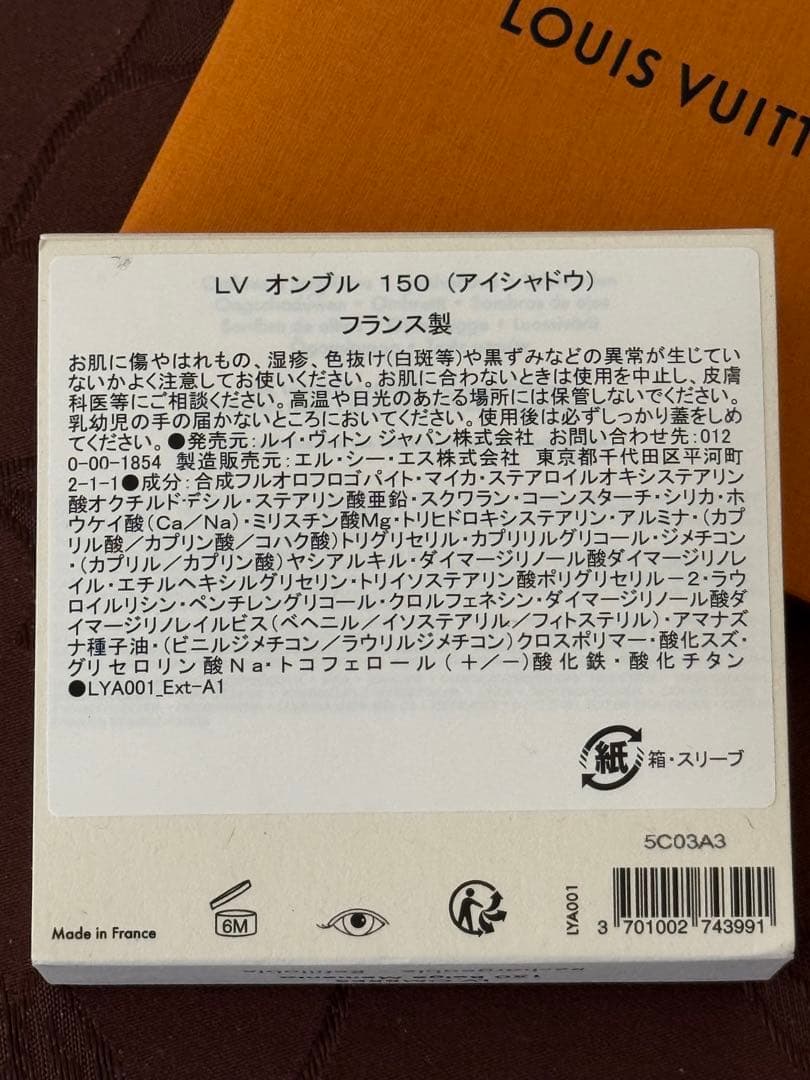 LOUIS VUITT
LV オンブル 150 (アイシャドウ)
フランス製
お肌に傷やはれもの、湿疹、色抜け(白斑等)や黒ずみなどの異常が生じてい
ないかよく注意してお使いください。お肌に合わないときは使用を中止し、皮膚
科医等にご相談ください。高温や日光のあたる場所には保管しないでください。
乳幼児の手の届かないところにおいてください。使用後は必ずしっかり蓋をしめ
てください。●発売元:ルイ・ヴィトン ジャパン株式会社 お問い合わせ先:012
0-00-1854 製造販売元:エル・シー・エス株式会社 東京都千代田区平河町
2-1-1●成分:合成フルオロフロゴパイト・マイカ・ステアロイルオキシステアリン
酸オクチルドデシル・ステアリン酸亜鉛・スクワラン・コーンスターチ・シリカ・ホ
ウケイ酸(Ca/Na)・ミリスチン酸Mg・トリヒドロキシステアリン・アルミナ・(カプ
リル酸/カプリン酸/コハク酸)トリグリセリル・カプリリルグリコール・ジメチコン
・(カプリル/カプリン酸)ヤシアルキル・ダイマージリノール酸ダイマージリノレ
イル・エチルヘキシルグリセリン・トリイソステアリン酸ポリグリセリル-2・ラウ
ロイルリシン・ペンチレングリコール・クロルフェネシン・ダイマージリノール酸ダ
イマージリノレイルビス(ベヘニル/イソステアリル/フィトステリル)・アマナズ
ナ種子油・(ビニルジメチコン/ラウリルジメチコン)クロスポリマー・酸化スズ・
グリセロリン酸Na・トコフェロール(+/-)酸化鉄・酸化チタン
●LYA001_Ext-A1
紙 箱・スリーブ
5C03A3
Made in France
6M
LYA001
3 701002 743991